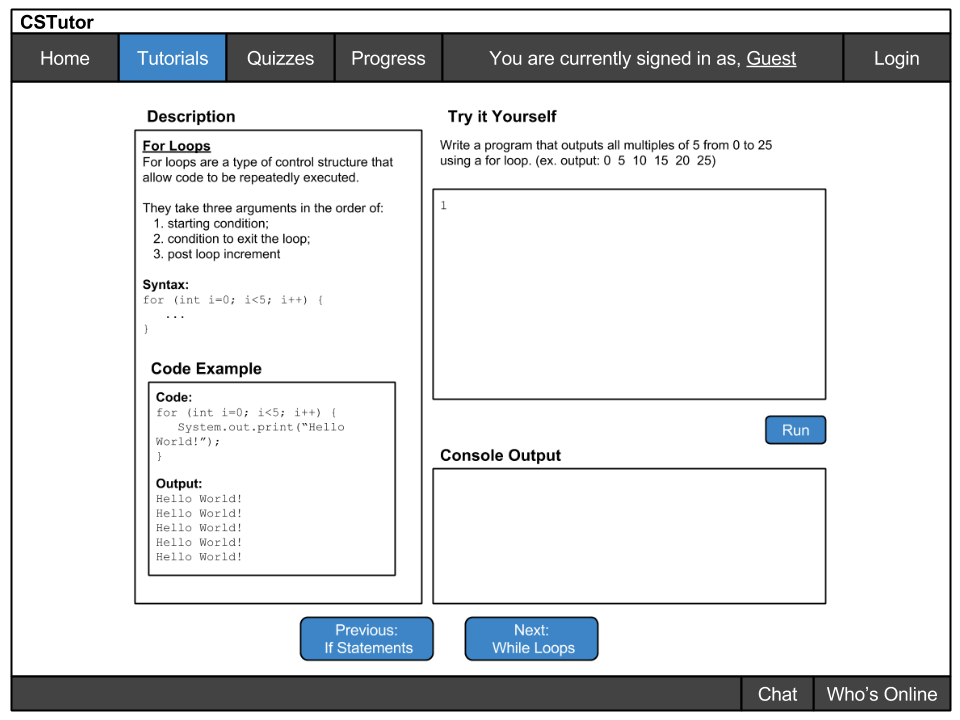 CSTutor
Home Tutorials Quizzes Progress You are currently signed in as, Guest Login
Description
For Loops
For loops are a type of control structure that
allow code to be repeatedly executed.
They take three arguments in the order of:
1. starting condition;
2. condition to exit the loop;
3. post loop increment
Syntax:
for (int i=0; i<5; i++) {
...
}
Code Example
Code:
for (int i=0; i<5; i++) {
System.out.print(“Hello
World!”);
}
Output:
Hello World!
Hello World!
Hello World!
Hello World!
Hello World!
Try it Yourself
Write a program that outputs all multiples of 5 from 0 to 25
using a for loop. (ex. output: 0 5 10 15 20 25)
1
Run
Console Output
Previous:
If Statements
Next:
While Loops
Chat Who’s Online